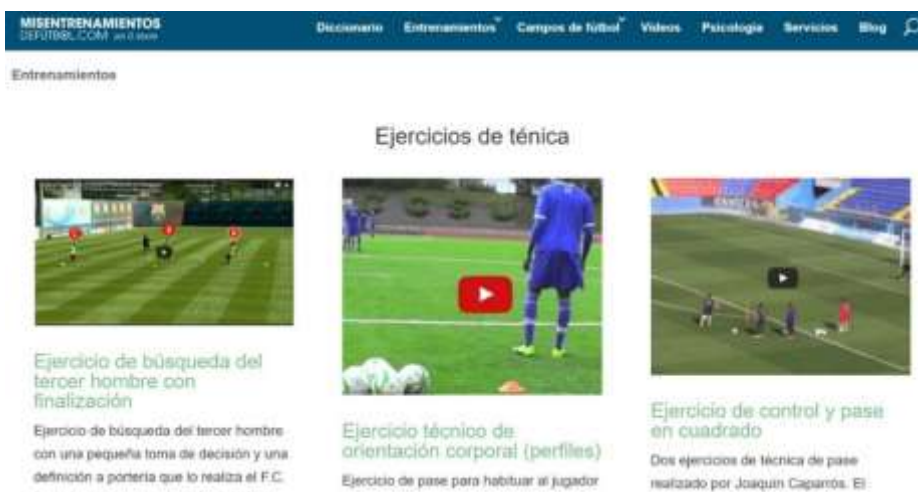 MISENTRENAMIENTOS
DEFUTBOL.COM
Diccionario Entrenamientos Campos de fútbol Videos Psicología Servicios Blog
Entrenamientos
Ejercicios de ténica
Ejercicio de búsqueda del
tercer hombre con
finalización
Ejercicio de búsqueda del tercer hombre
con una pequeña toma de decisión y una
definición a portería que lo realiza el F.C.
Ejercicio técnico de
orientación corporal (perfiles)
Ejercicio de pase para habituar al jugador
Ejercicio de control y pase
en cuadrado
Dos ejercicios de técnica de pase
realizado por Joaquín Caparrós. El